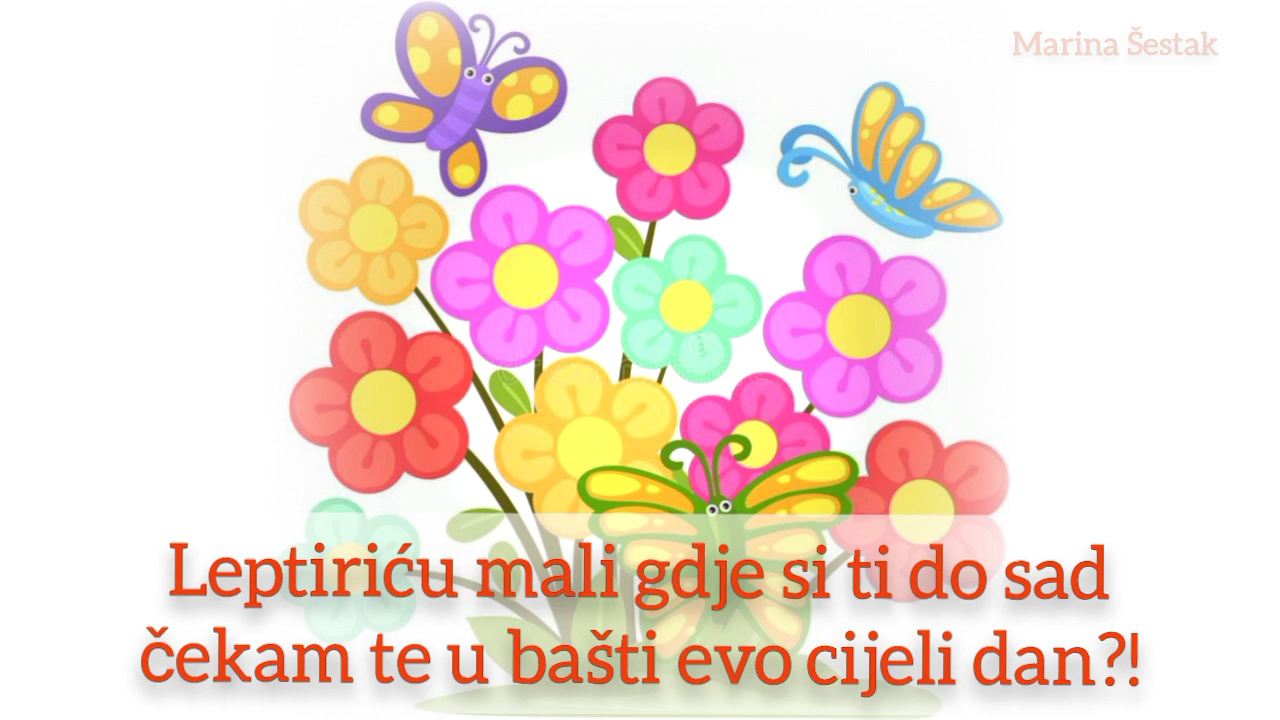 Marina Šestak
Leptiriću mali gdje si ti do sad
čekam te u bašti evo cijeli dan?!